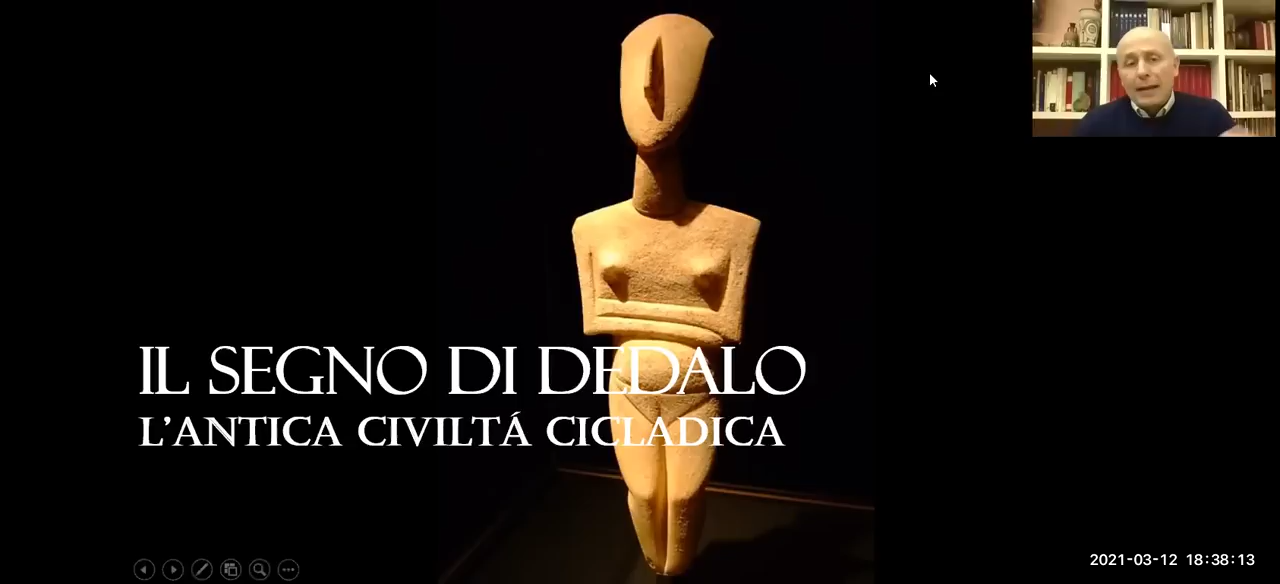 IL SEGNO DI DEDALO
L'ANTICA CIVILTÁ CICLADICA
2021-03-12 18:38:13